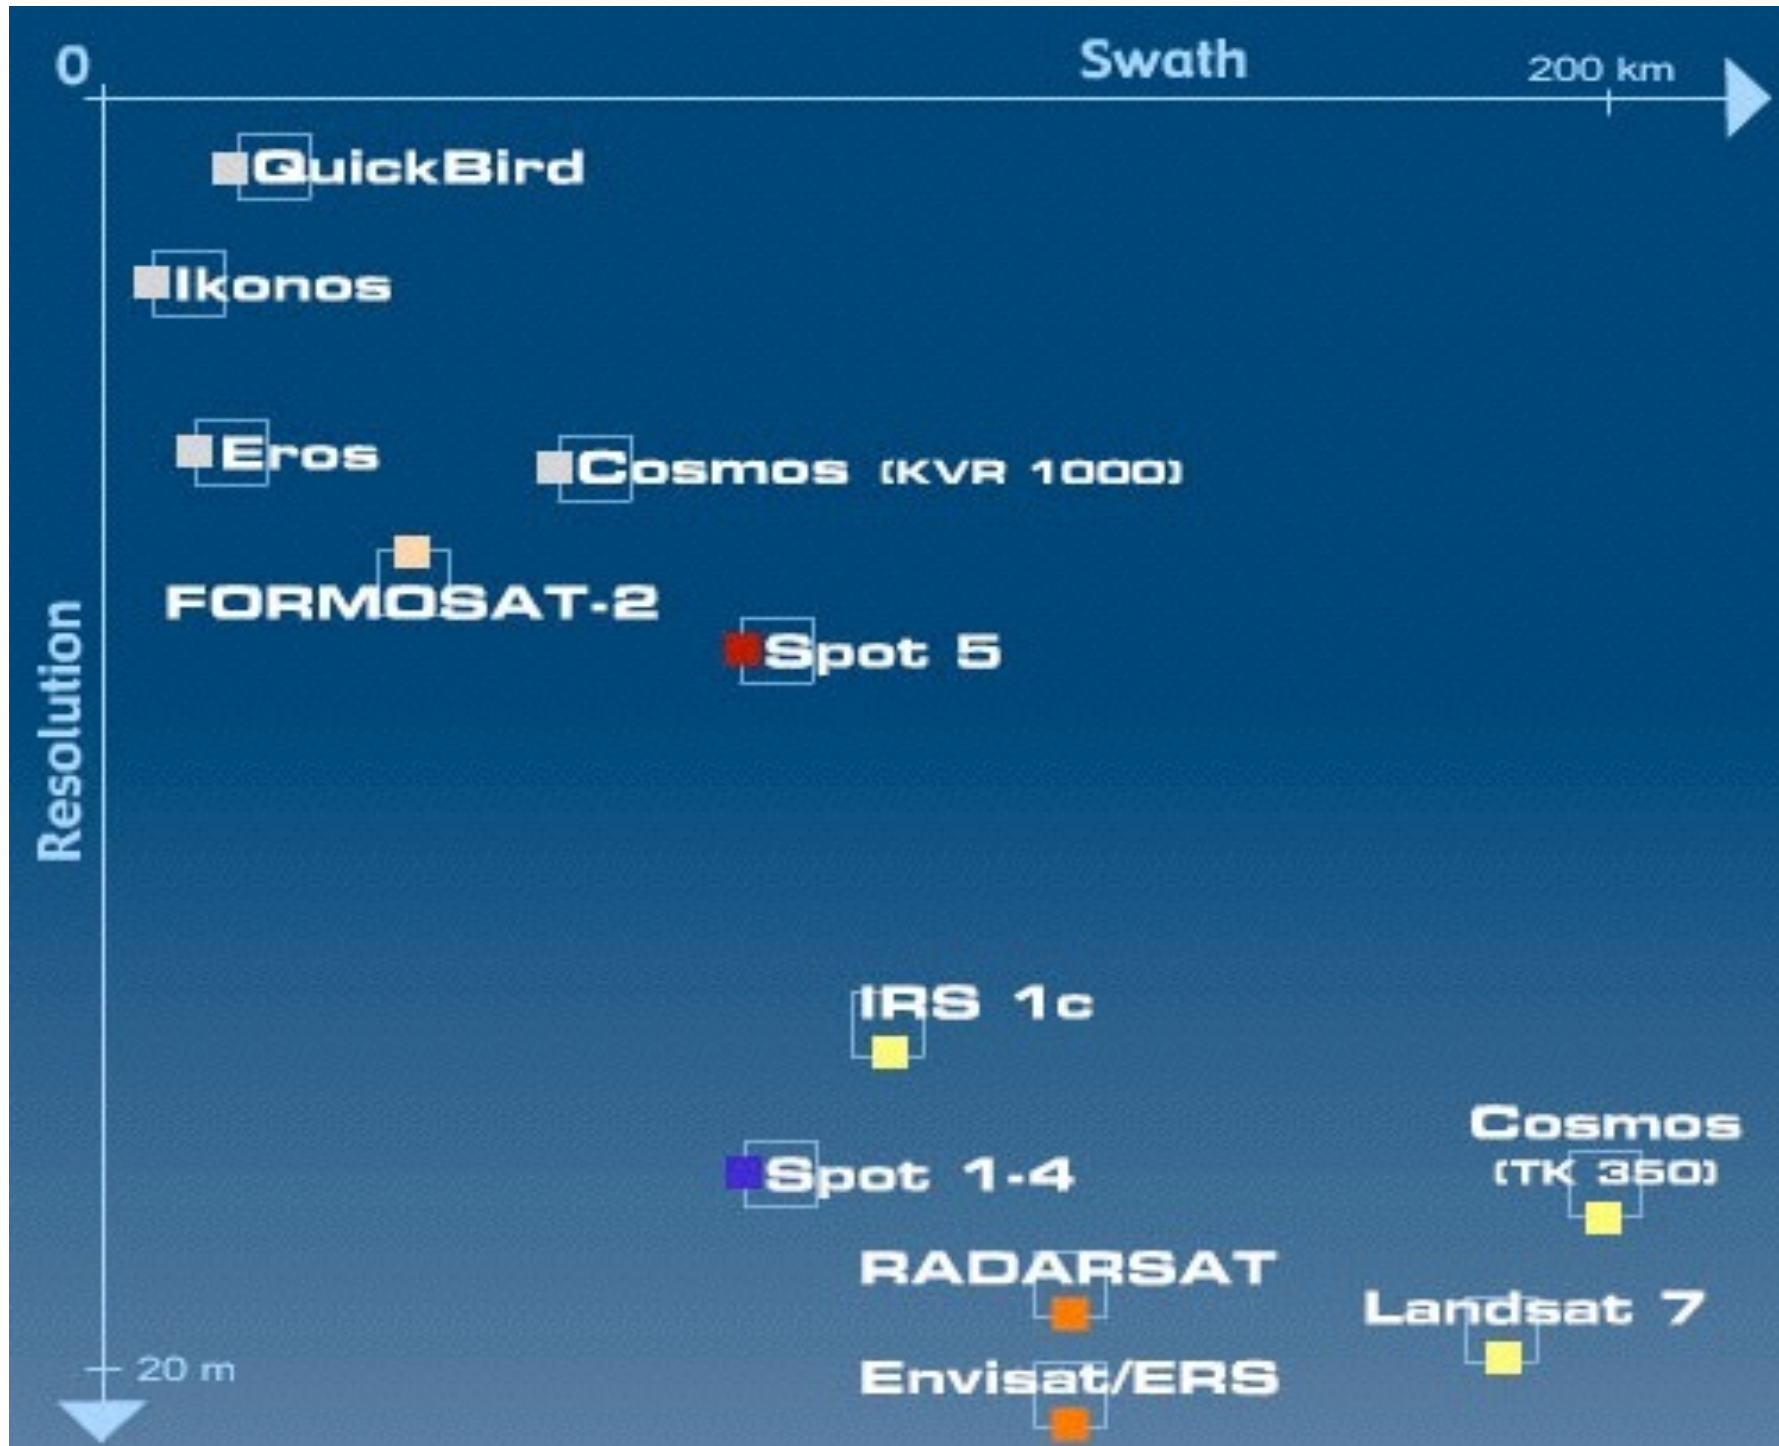 0
Swath
200 km
QuickBird
Ikonos
Eros
Cosmos (KVR 1000)
FORMOSAT-2
Spot 5
Resolution
IRS 1c
Cosmos
(TK 350)
Spot 1-4
RADARSAT
Landsat 7
20 m
Envisat/ERS